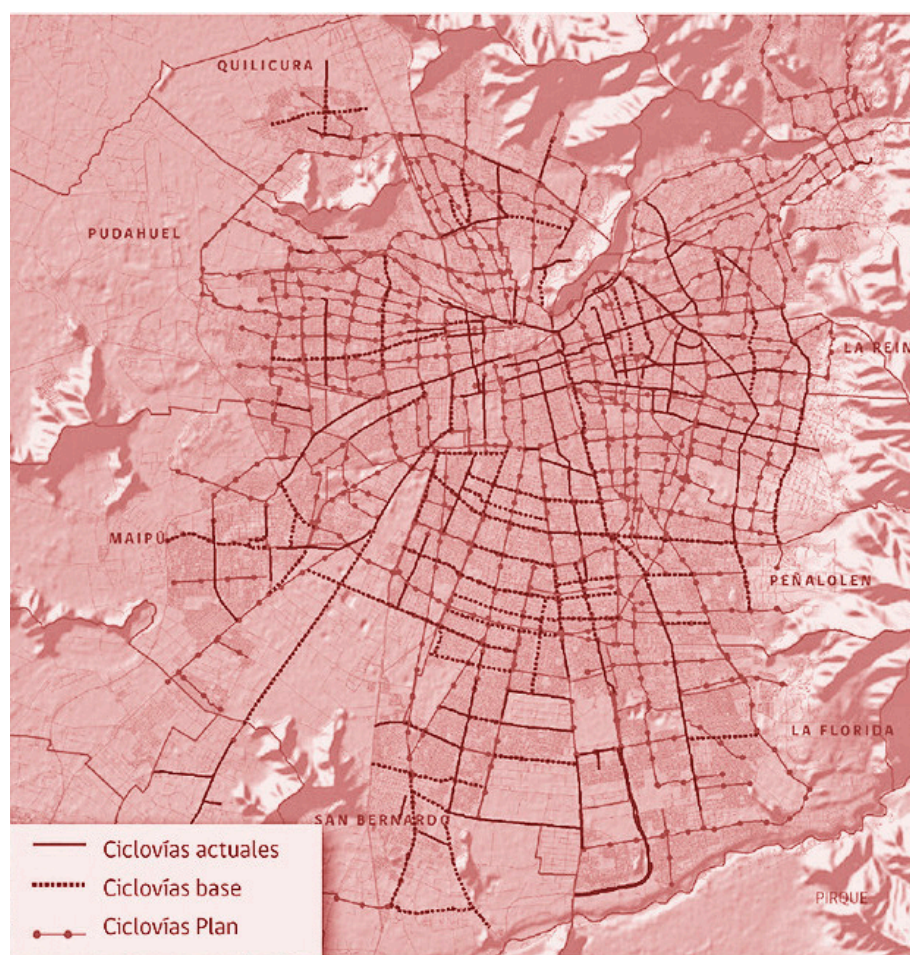 QUILICURA
PUDAHUEL
LA REIN
MAIPÚ
PEÑALOLEN
LA FLORIDA
SAN BERNARDO
PIRQUE
Ciclovías actuales
Ciclovías base
Ciclovías Plan